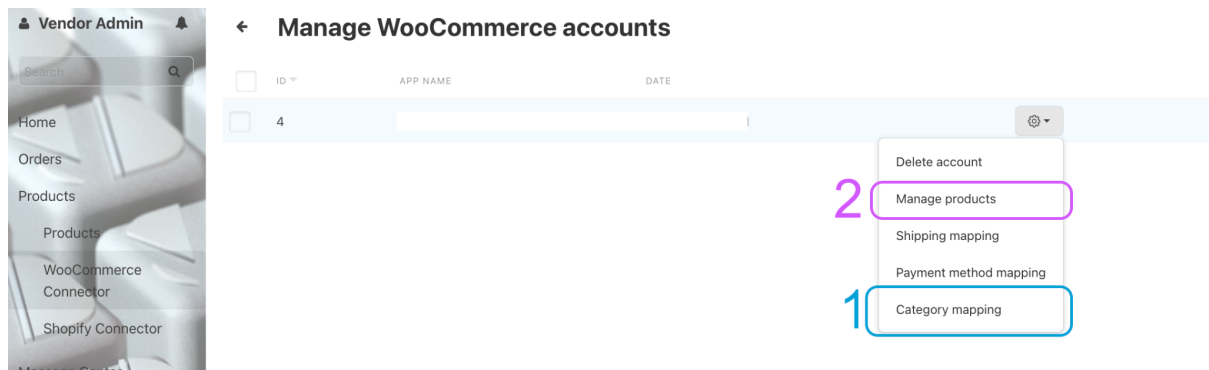 Vendor Admin
Manage WooCommerce accounts
Search
ID
APP NAME
DATE
Home
4
Orders
Delete account
Products
2
Manage products
Products
Shipping mapping
WooCommerce
Connector
Payment method mapping
1
Category mapping
Shopify Connector